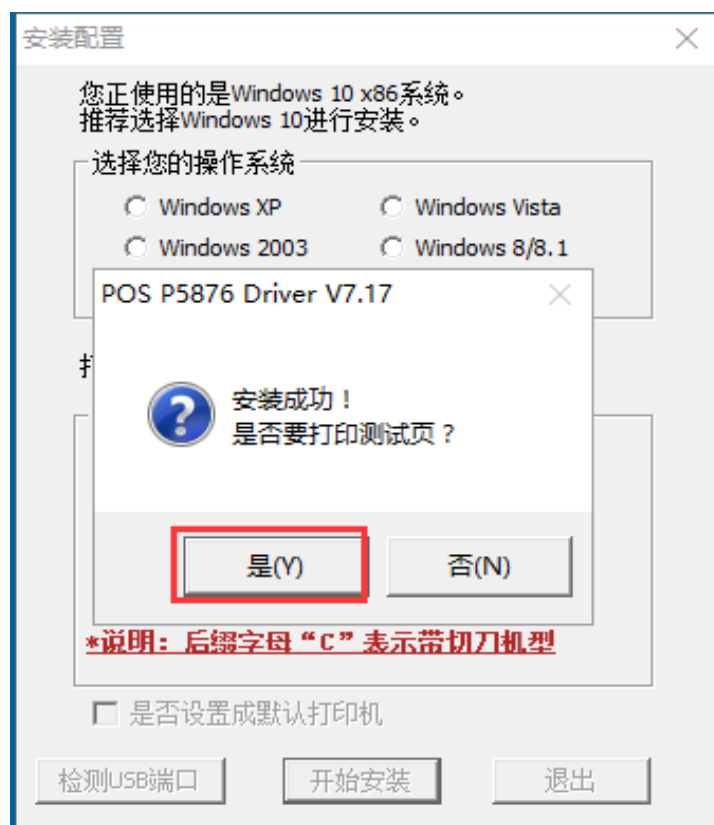 安装配置
您正使用的是Windows 10 x86系统。
推荐选择Windows 10进行安装。
选择您的操作系统
Windows XP
Windows Vista
Windows 2003
Windows 8/8.1
POS P5876 Driver V7.17
安装成功！
是否要打印测试页？
是(Y)
否(N)
*说明：后缀字母“C”表示带切刀机型
是否设置成默认打印机
检测USB端口
开始安装
退出